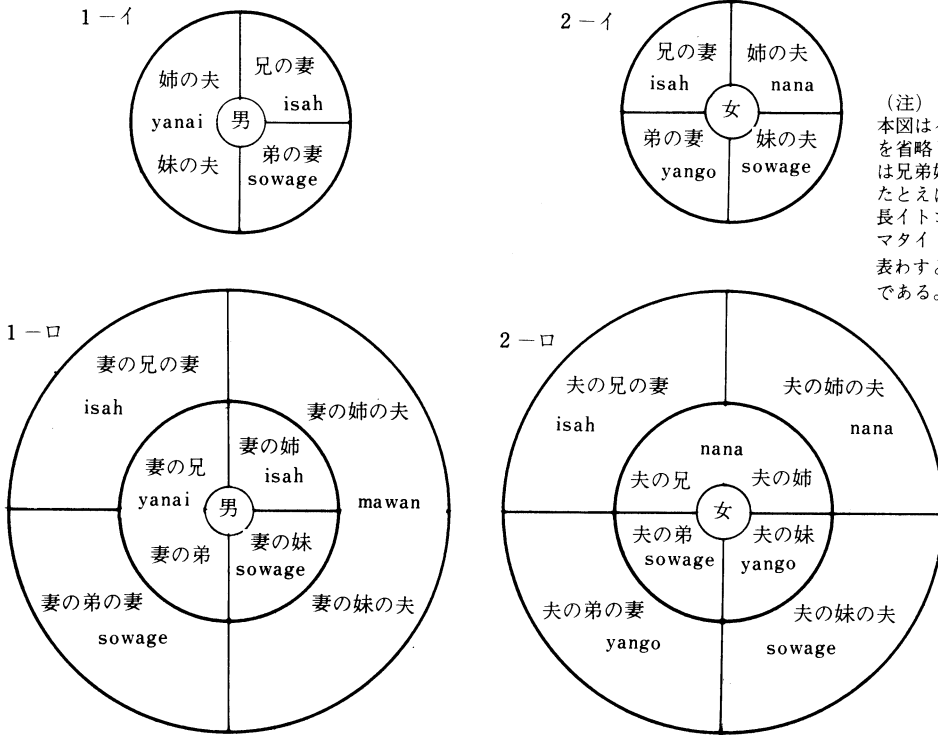 1－イ
兄の妻
姉の夫
isah
yanai
男
妹の夫
弟の妻
sowage
2－イ
兄の妻
姉の夫
isah
nana
女
弟の妻
妹の夫
yango
sowage
(注)
本図は
を省略
は兄弟
たとえ
長イト
マタイ
表わす
である。
1－ロ
妻の兄の妻
isah
妻の姉の夫
妻の姉
妻の兄
isah
yanai
男
mawan
妻の妹
妻の弟
sowage
妻の弟の妻
妻の妹の夫
sowage
2－ロ
夫の兄の妻
夫の姉の夫
isah
nana
nana
夫の兄
夫の姉
女
夫の弟
夫の妹
sowage
yango
夫の弟の妻
夫の妹の夫
yango
sowage